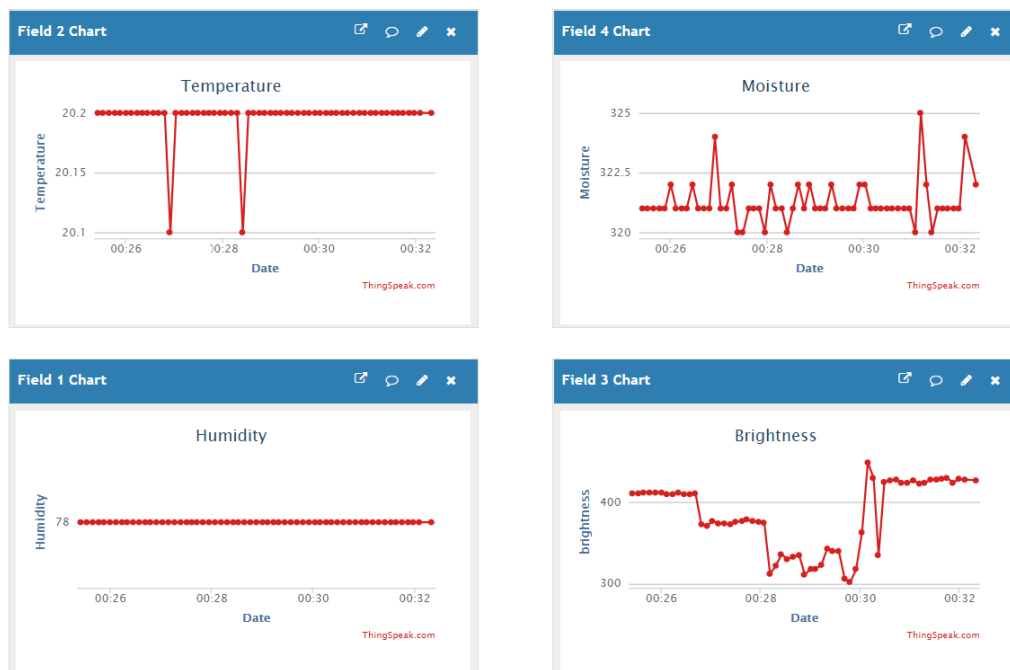 Field 2 Chart
Temperature
20.2
20.15
20.1
Temperature
00:26
:28
00:30
00:32
Date
ThingSpeak.com
Field 4 Chart
Moisture
325
322.5
320
Moisture
00:26
00:28
00:30
00:32
Date
ThingSpeak.com
Field 1 Chart
Humidity
78
Humidity
00:26
00:28
00:30
00:32
Date
ThingSpeak.com
Field 3 Chart
Brightness
400
300
brightness
00:26
00:28
00:30
00:32
Date
ThingSpeak.com